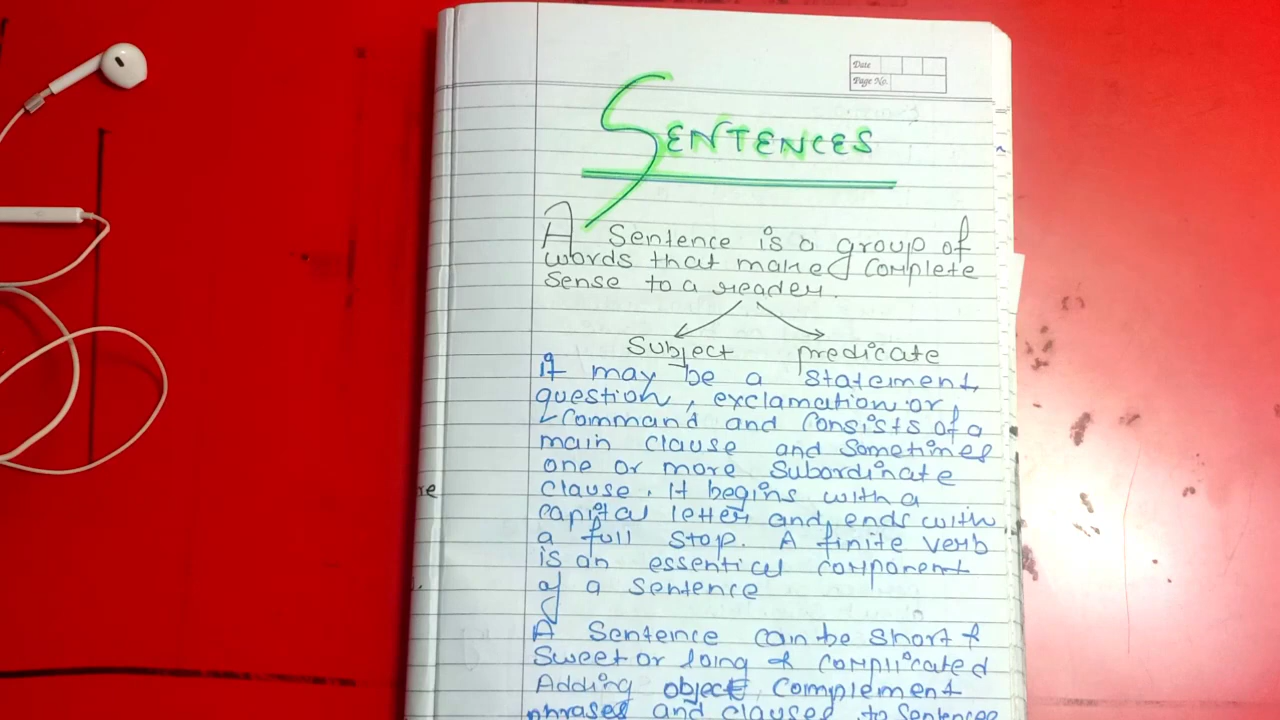 Date
Page No.
SENTENCES
A Sentence is a group of
words that make complete
sense to a reader.
Subject predicate
it may be a statement,
question, exclamation or
command and consists of a
main clause and sometimes
one or more subordinate
clause. It begins with a
capital letter and ends with
a full stop. A finite verb
is an essential component
of a sentence
A Sentence can be short &
sweet or long & complicated
Adding object, complement
phrases and clauses to sentences
re